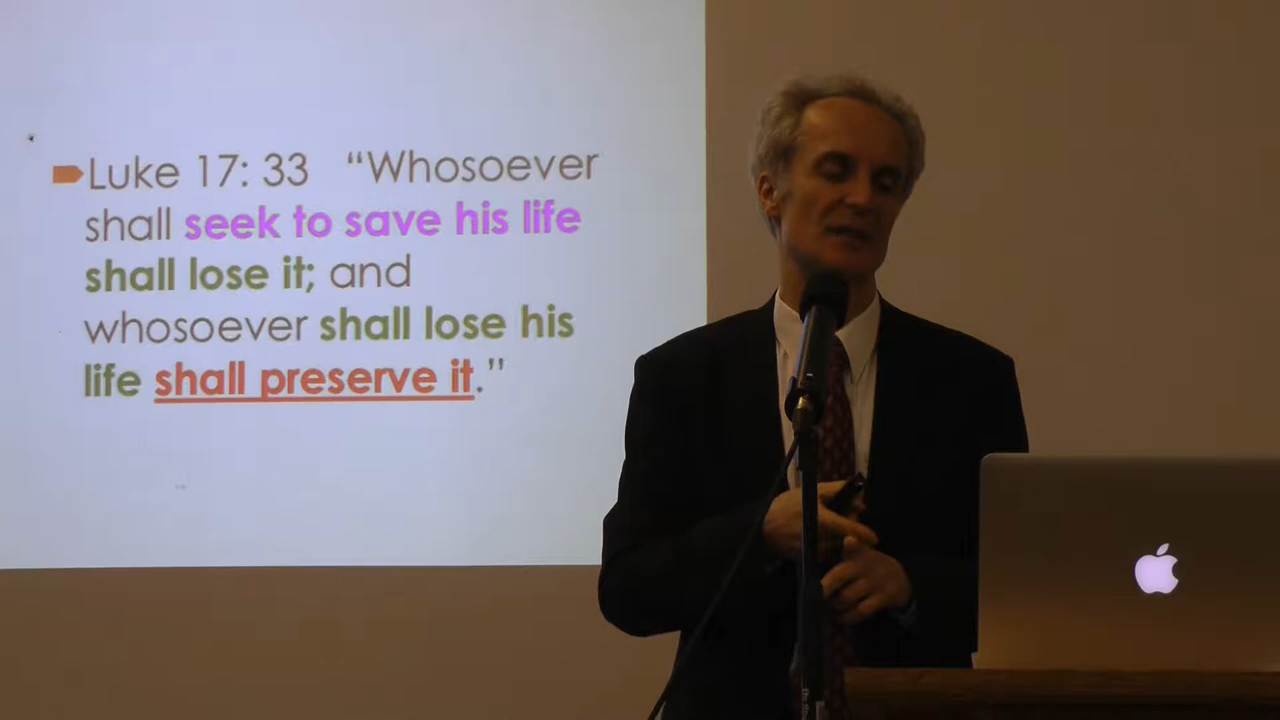 Luke 17: 33 “Whosoever
shall seek to save his life
shall lose it; and
whosoever shall lose his
life shall preserve it.”